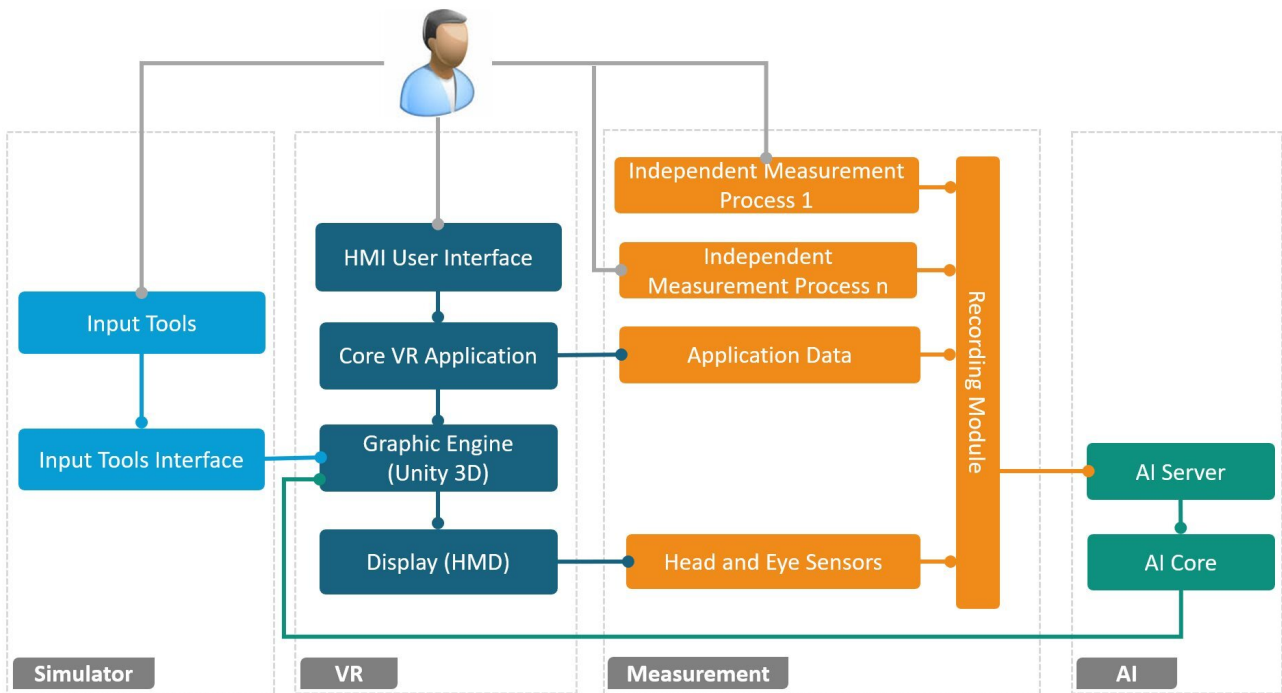 Input Tools
Input Tools Interface
Simulator
HMI User Interface
Core VR Application
Graphic Engine
(Unity 3D)
Display (HMD)
VR
Independent Measurement
Process 1
Independent
Measurement Process n
Application Data
Head and Eye Sensors
Recording Module
Measurement
AI Server
AI Core
AI